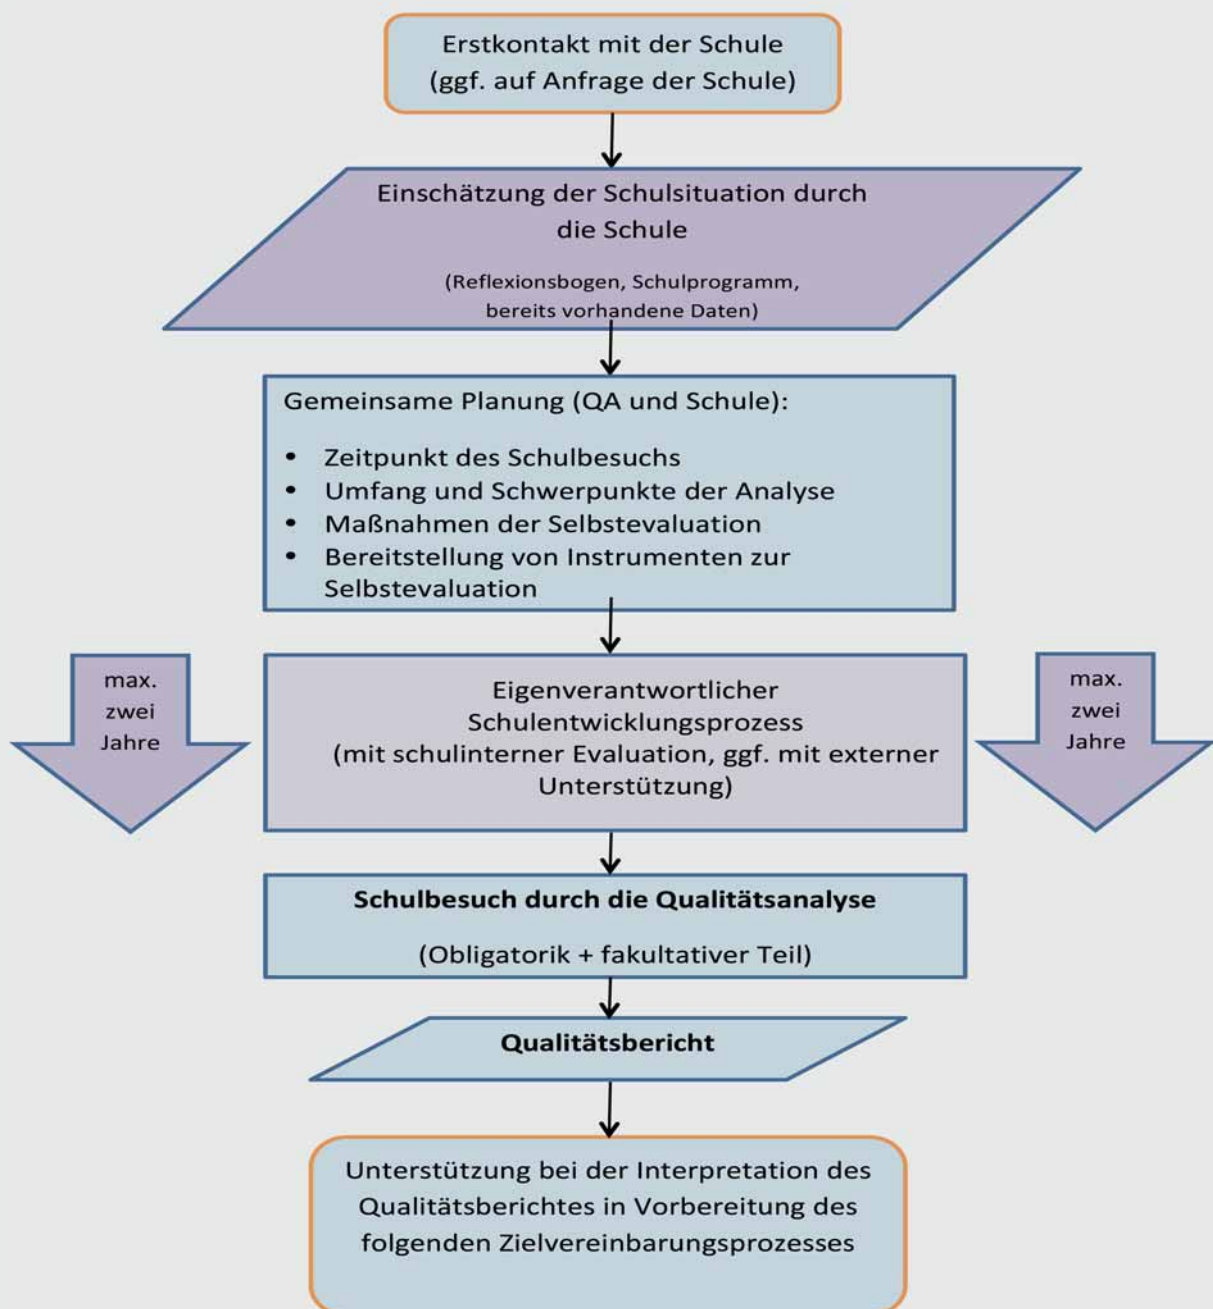 Erstkontakt mit der Schule
(ggf. auf Anfrage der Schule)
Einschätzung der Schulsituation durch
die Schule
(Reflexionsbogen, Schulprogramm,
bereits vorhandene Daten)
Gemeinsame Planung (QA und Schule):
• Zeitpunkt des Schulbesuchs
• Umfang und Schwerpunkte der Analyse
• Maßnahmen der Selbstevaluation
• Bereitstellung von Instrumenten zur
Selbstevaluation
max.
zwei
Jahre
Eigenverantwortlicher
Schulentwicklungsprozess
(mit schulinterner Evaluation, ggf. mit externer
Unterstützung)
max.
zwei
Jahre
Schulbesuch durch die Qualitätsanalyse
(Obligatorik + fakultativer Teil)
Qualitätsbericht
Unterstützung bei der Interpretation des
Qualitätsberichtes in Vorbereitung des
folgenden Zielvereinbarungsprozesses